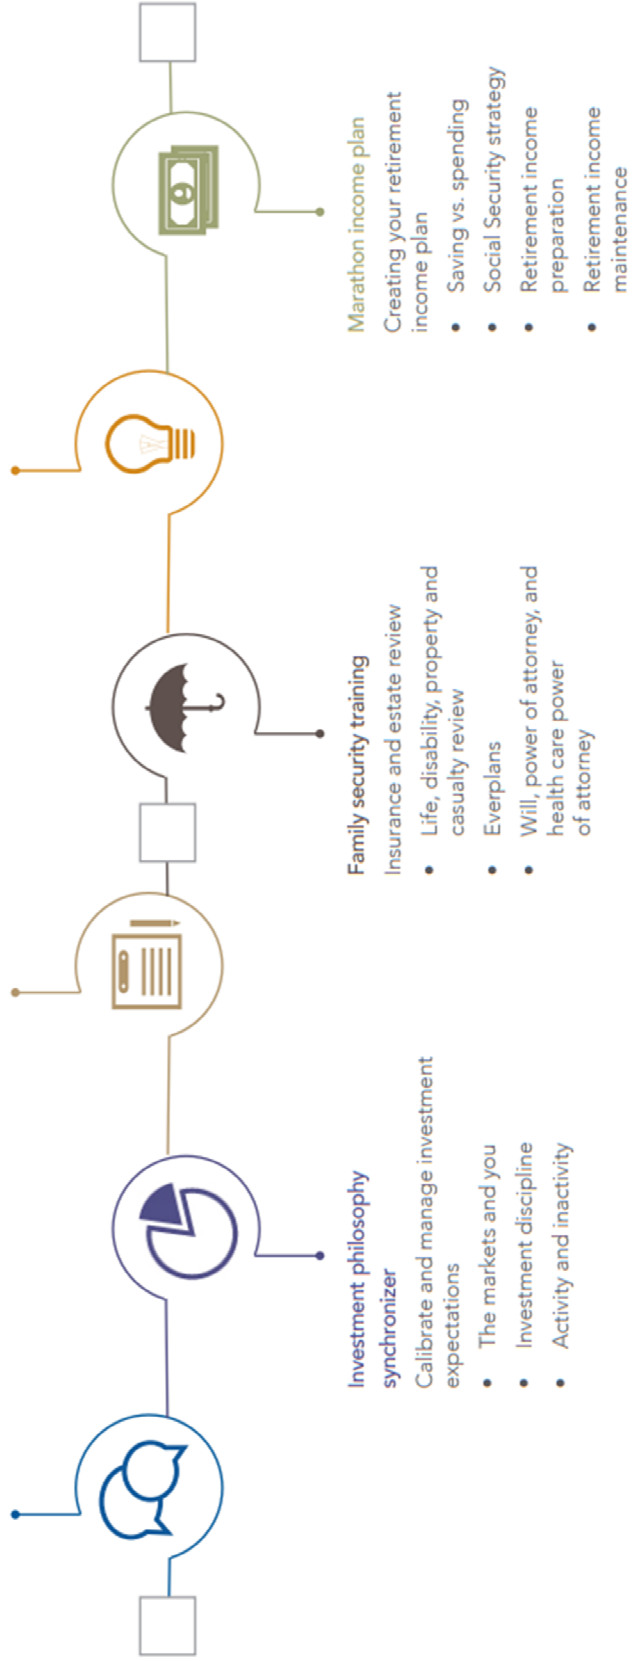 Investment philosophy
synchronizer
Calibrate and manage investment
expectations
• The markets and you
• Investment discipline
• Activity and inactivity
Family security training
Insurance and estate review
• Life, disability, property and
casualty review
• Everplans
• Will, power of attorney, and
health care power
of attorney
Marathon income plan
Creating your retirement
income plan
• Saving vs. spending
• Social Security strategy
• Retirement income
preparation
• Retirement income
maintenance